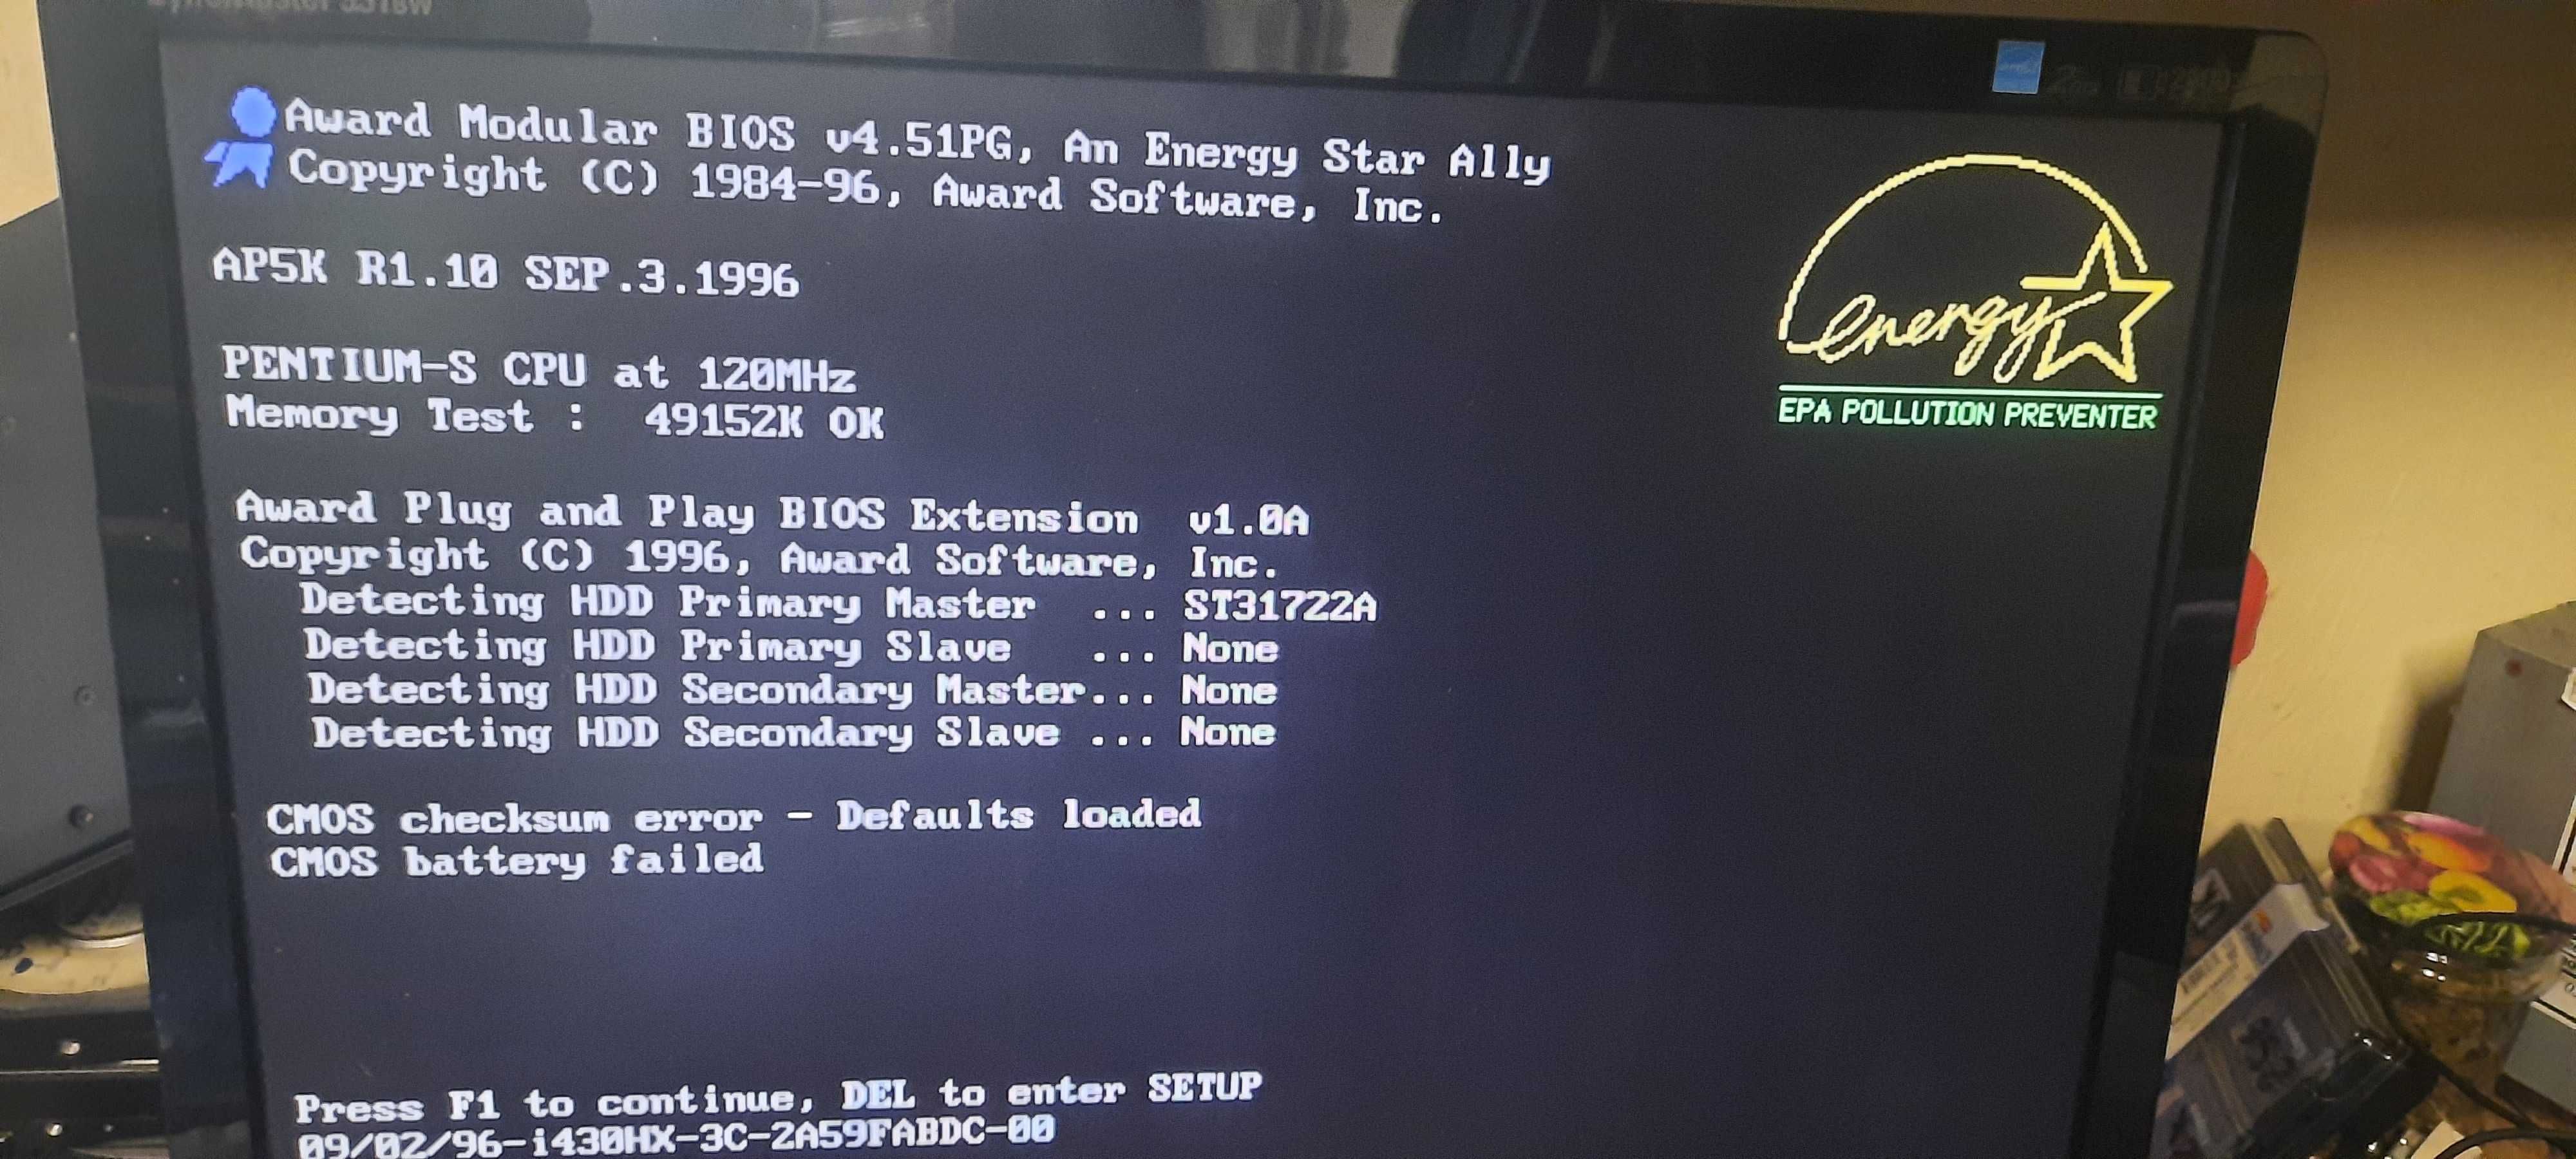 Award Modular BIOS v4.51PG, An Energy Star Ally
Copyright (C) 1984-96, Award Software, Inc.
energy
EPA POLLUTION PREVENTER
AP5K R1.10 SEP.3.1996
PENTIUM-S CPU at 120MHz
Memory Test :  49152K OK
Award Plug and Play BIOS Extension  v1.0A
Copyright (C) 1996, Award Software, Inc.
Detecting HDD Primary Master   ... ST31722A
Detecting HDD Primary Slave    ... None
Detecting HDD Secondary Master... None
Detecting HDD Secondary Slave ... None
CMOS checksum error - Defaults loaded
CMOS battery failed
Press F1 to continue, DEL to enter SETUP
09/02/96-i430HX-3C-2A59FABDC-00